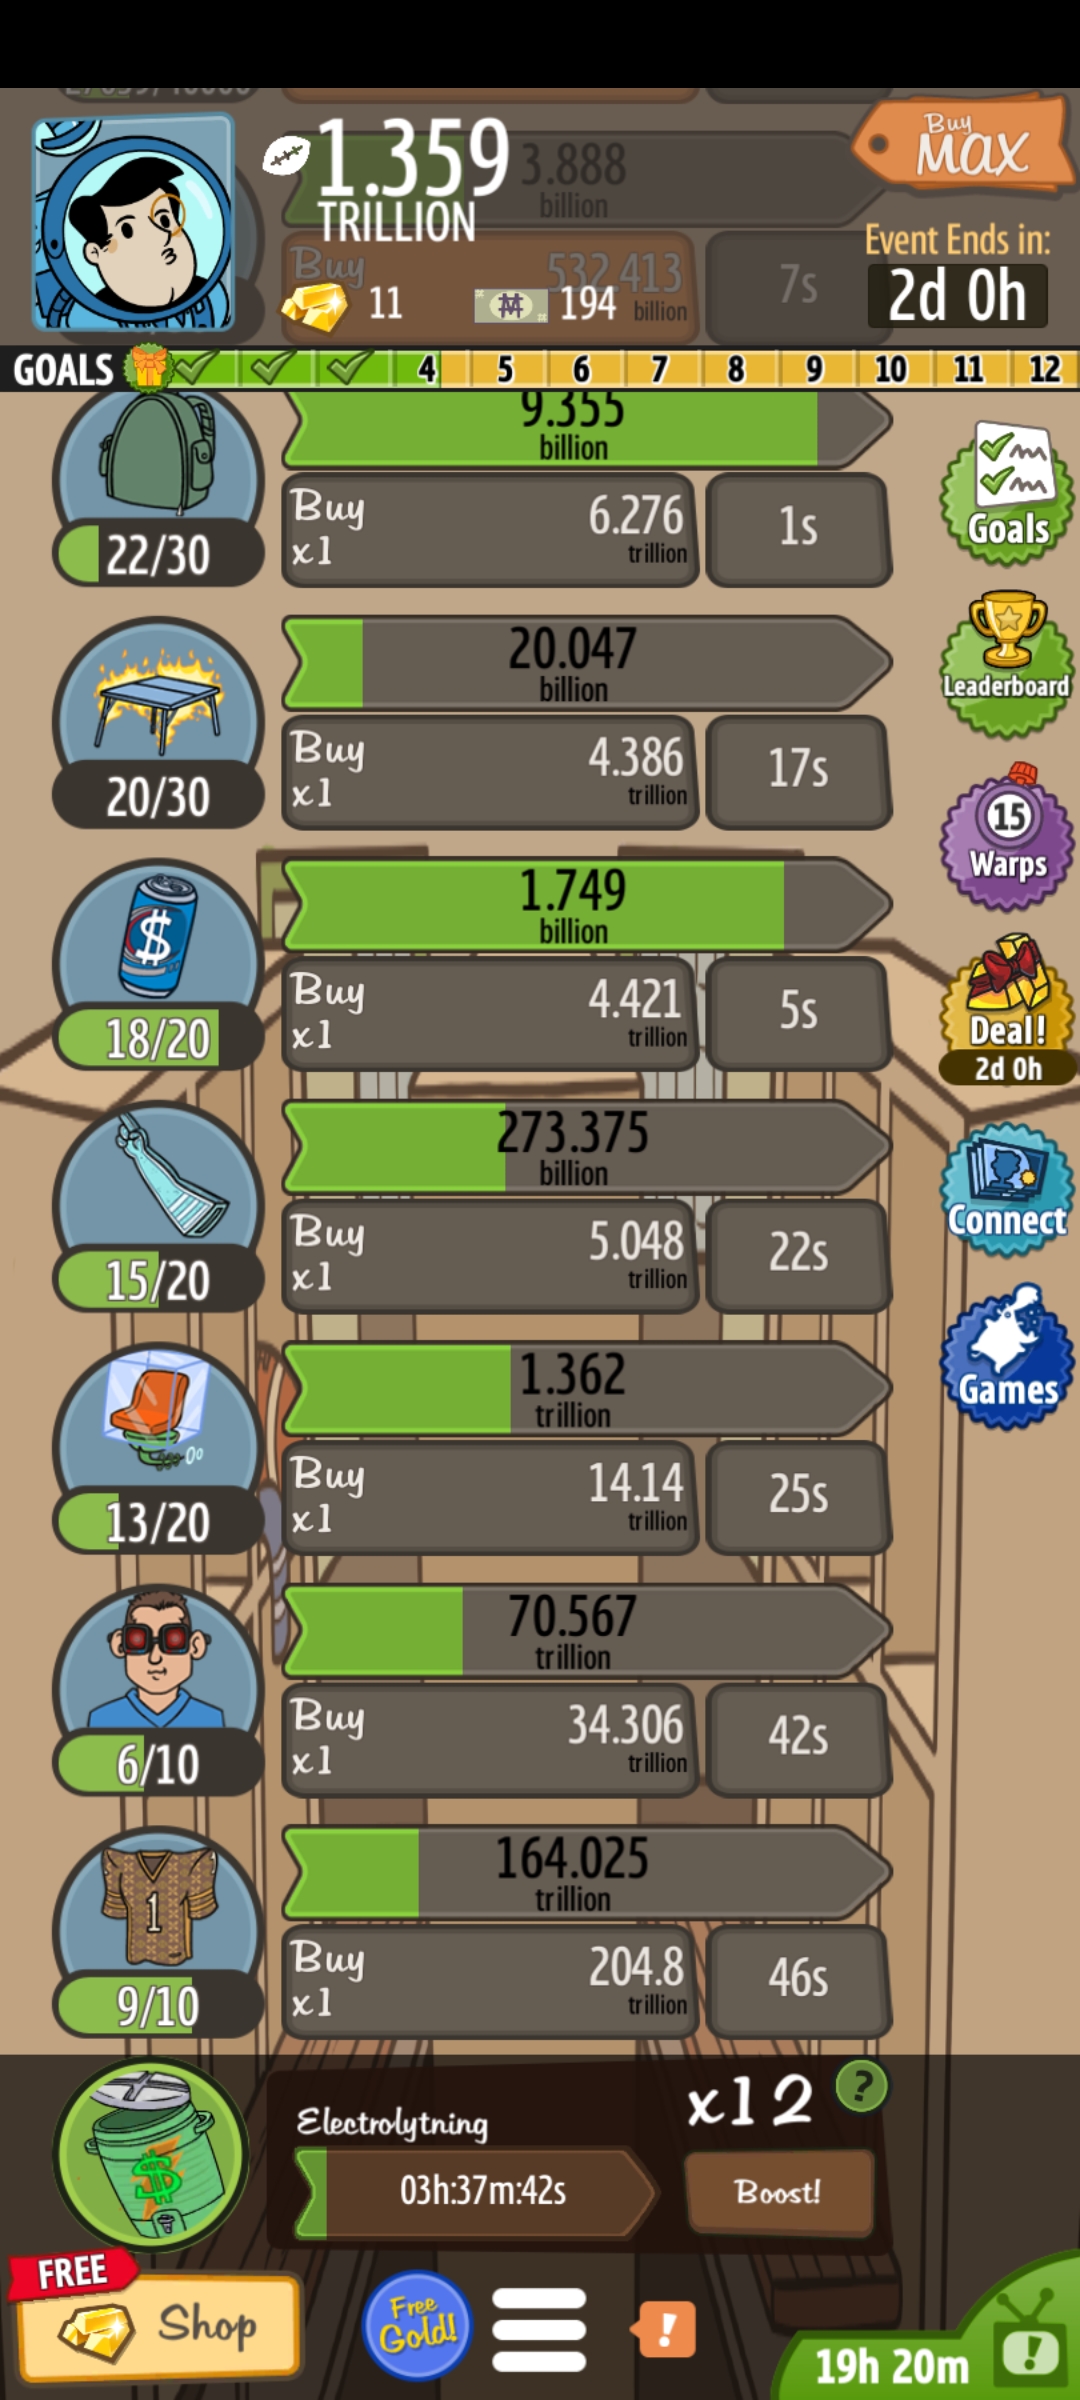 1.359
TRILLION
3.888
billion
Buy
MAX
Event Ends in:
2d 0h
Buy
532.413
billion
7s
11
194
GOALS
4 5 6 7 8 9 10 11 12
9.355
billion
22/30
Buy
x1
6.276
trillion
1s
Goals
20.047
billion
20/30
Buy
x1
4.386
trillion
17s
Leaderboard
15
Warps
1.749
billion
$
18/20
Buy
x1
4.421
trillion
5s
Deal!
2d 0h
273.375
billion
15/20
Buy
x1
5.048
trillion
22s
Connect
1.362
trillion
13/20
Buy
x1
14.14
trillion
25s
Games
70.567
trillion
6/10
Buy
x1
34.306
trillion
42s
164.025
trillion
1
9/10
Buy
x1
204.8
trillion
46s
$
Electrolytning
03h:37m:42s
x12
?
Boost!
FREE
Shop
Free
Gold!
!
19h 20m
!